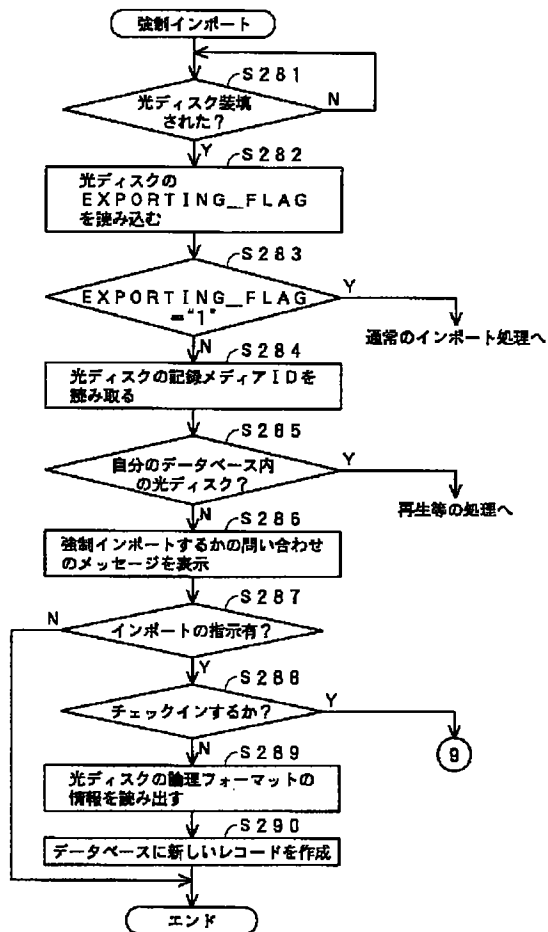 強制インポート
S281
光ディスク装填
された？
N
Y
S282
光ディスクの
EXPORTING_FLAG
を読み込む
S283
EXPORTING_FLAG
="1"
Y
通常のインポート処理へ
N
S284
光ディスクの記録メディアIDを
読み取る
S285
自分のデータベース内
の光ディスク？
Y
再生等の処理へ
N
S286
強制インポートするかの問い合わせ
のメッセージを表示
S287
N
インポートの指示有？
Y
S288
チェックインするか？
Y
9
N
S289
光ディスクの論理フォーマットの
情報を読み出す
S290
データベースに新しいレコードを作成
エンド